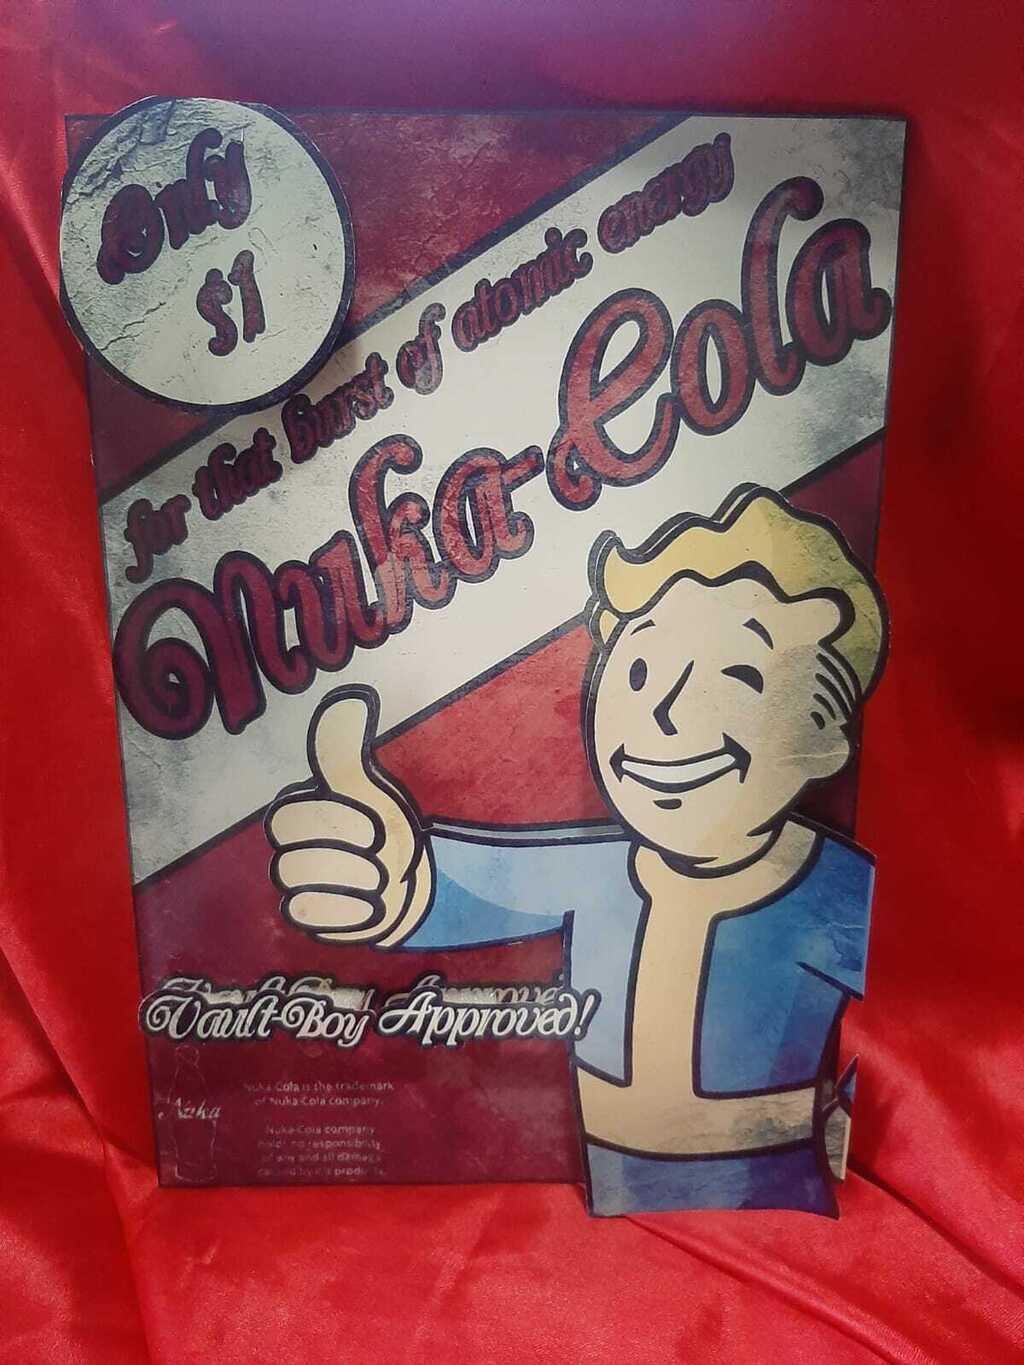 Only
$1
for that burst of atomic energy
Nuka-Cola
Vault-Boy Approved!
Nuka
Nuka-Cola is the trademark
of Nuka-Cola company.
Nuka-Cola company
holds no responsibility
of any and all damage
caused by it's products.